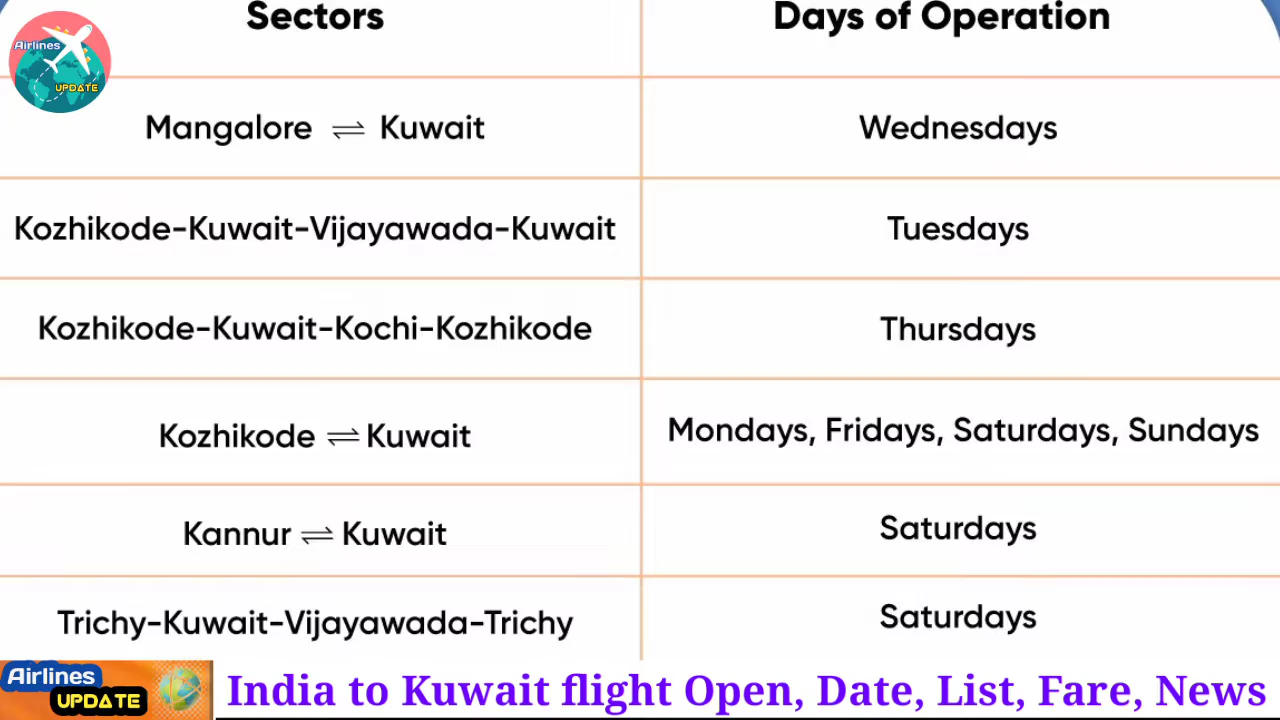 Sectors Days of Operation
Airlines
UPDATE
Mangalore ⇌ Kuwait Wednesdays
Kozhikode-Kuwait-Vijayawada-Kuwait Tuesdays
Kozhikode-Kuwait-Kochi-Kozhikode Thursdays
Kozhikode ⇌ Kuwait Mondays, Fridays, Saturdays, Sundays
Kannur ⇌ Kuwait Saturdays
Trichy-Kuwait-Vijayawada-Trichy Saturdays
Airlines
UPDATE
India to Kuwait flight Open, Date, List, Fare, News